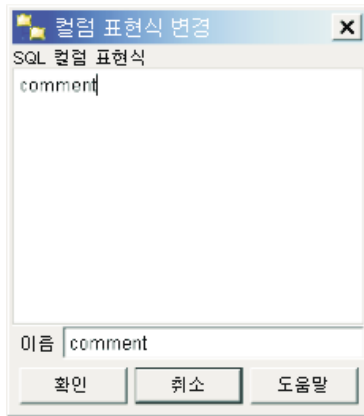 컬럼 표현식 변경
SQL 컬럼 표현식
comment
이름 comment
확인 취소 도움말